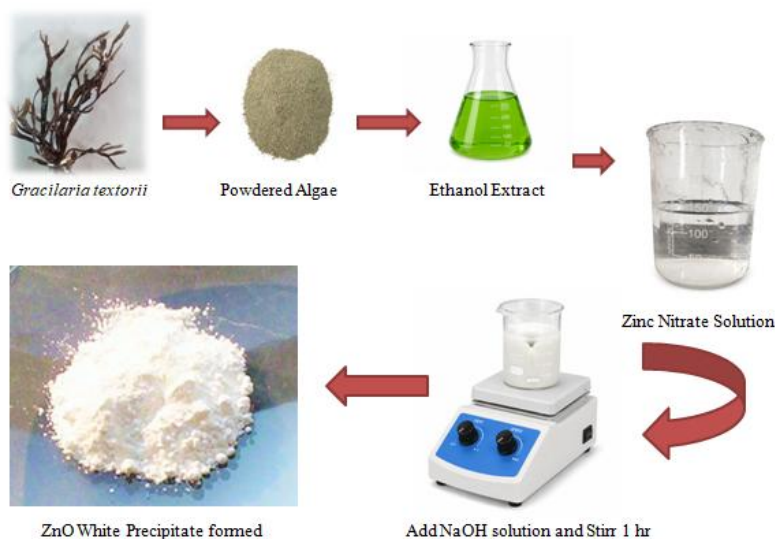 Gracilaria textorii
Powdered Algae
Ethanol Extract
100
Zinc Nitrate Solution
ZnO White Precipitate formed
Add NaOH solution and Stirr 1 hr